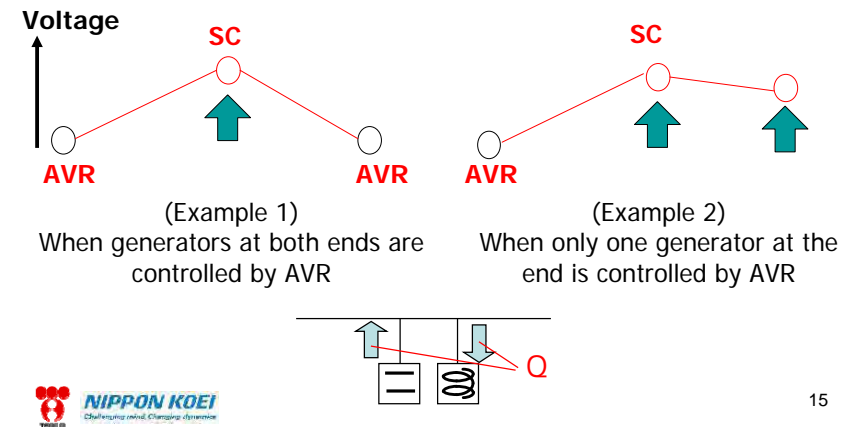 Voltage
SC
AVR
AVR
(Example 1)
When generators at both ends are
controlled by AVR
SC
AVR
(Example 2)
When only one generator at the
end is controlled by AVR
Q
NIPPON KOEI
Challenging mind, Changing dynamics
15